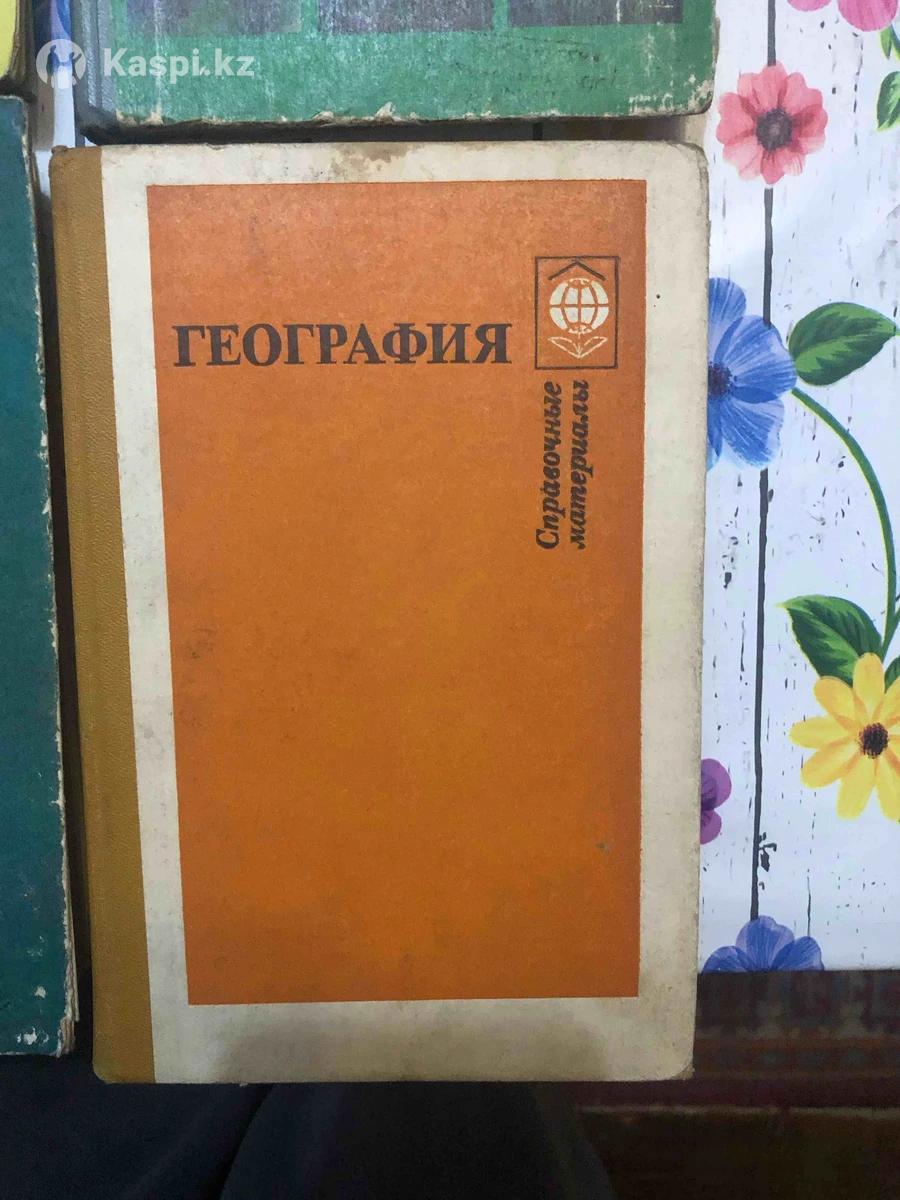 Kaspi.kz
ГЕОГРАФИЯ
Справочные
материалы